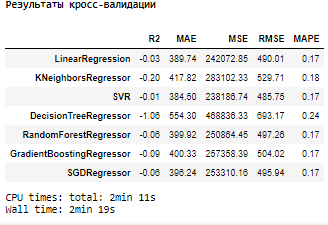 Результаты кросс-валидации
R2 MAE MSE RMSE MAPE
LinearRegression -0.03 389.74 242072.85 490.01 0.17
KNeighborsRegressor -0.20 417.82 283102.33 529.71 0.18
SVR -0.01 384.50 238186.74 485.75 0.17
DecisionTreeRegressor -1.06 554.30 468836.33 693.17 0.24
RandomForestRegressor -0.06 399.92 250864.45 497.26 0.17
GradientBoostingRegressor -0.09 400.33 257358.39 504.02 0.17
SGDRegressor -0.06 396.24 253310.16 495.94 0.17
CPU times: total: 2min 11s
Wall time: 2min 19s